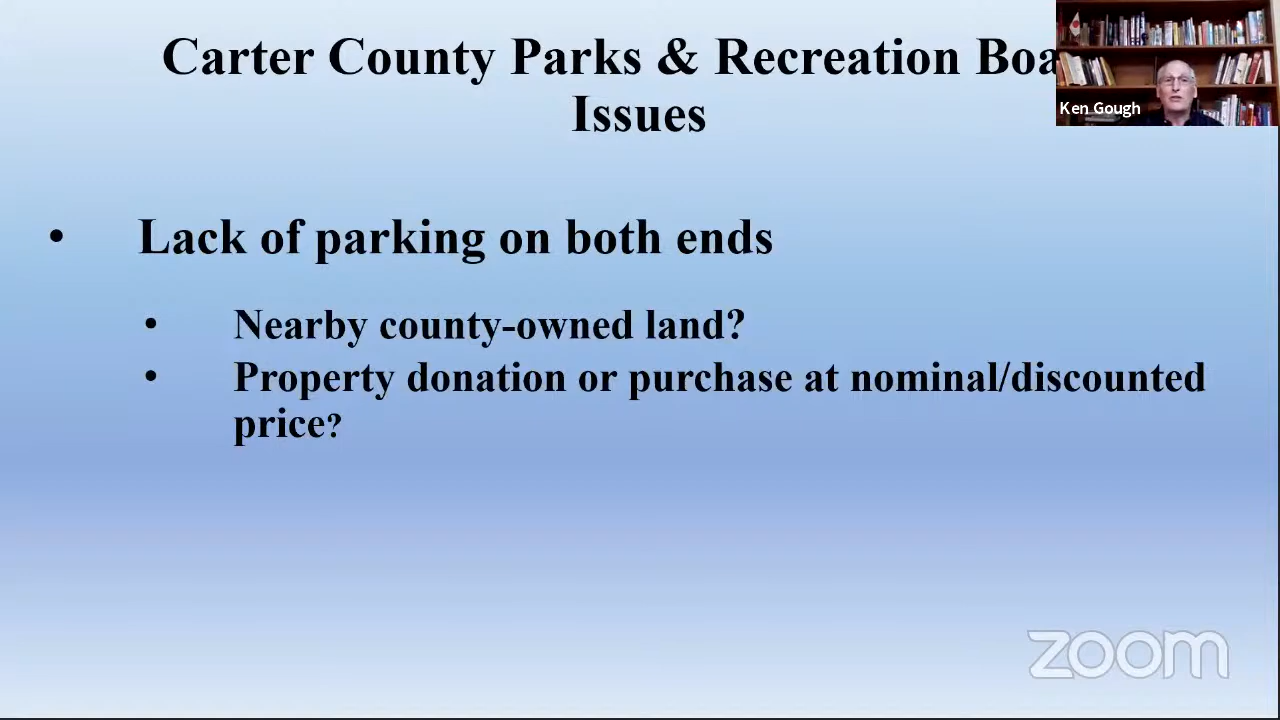 Carter County Parks & Recreation Boa
Issues
Ken Gough
• Lack of parking on both ends
• Nearby county-owned land?
• Property donation or purchase at nominal/discounted
price?
zoom